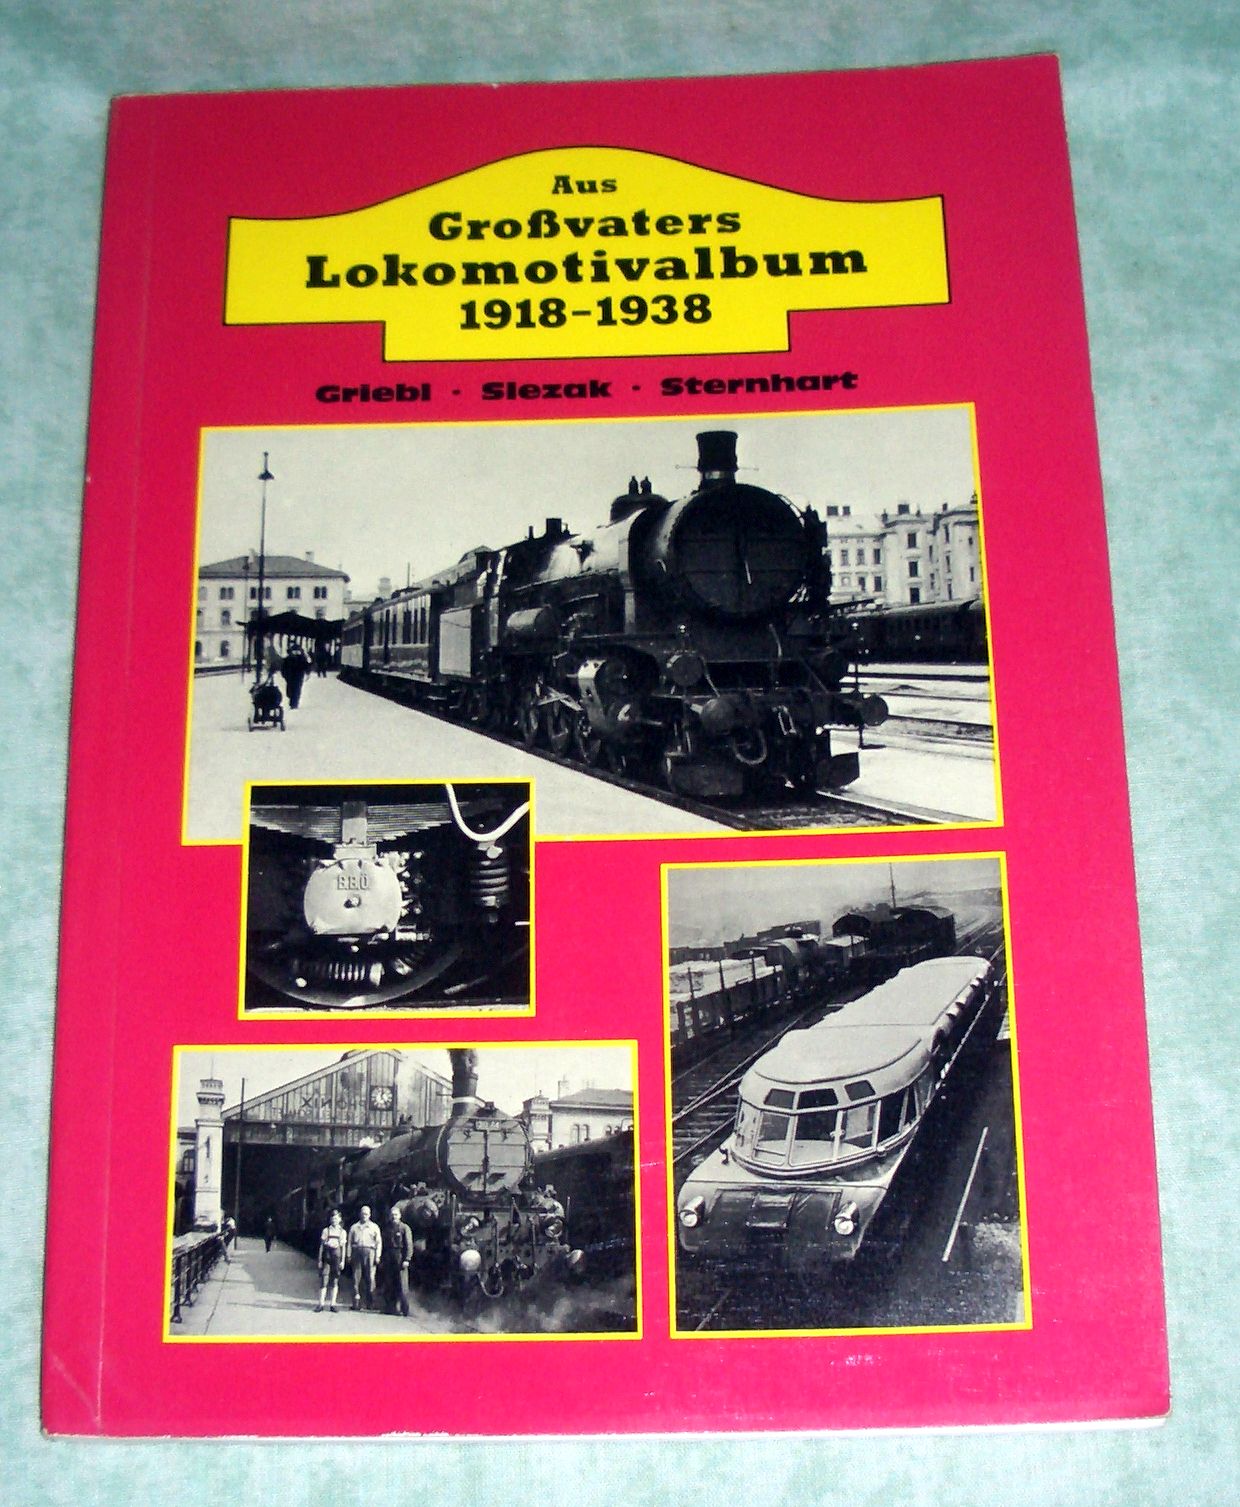 Aus
Großvaters
Lokomotivalbum
1918-1938
Griebl · Slezak · Sternhart
B.B.Ö.